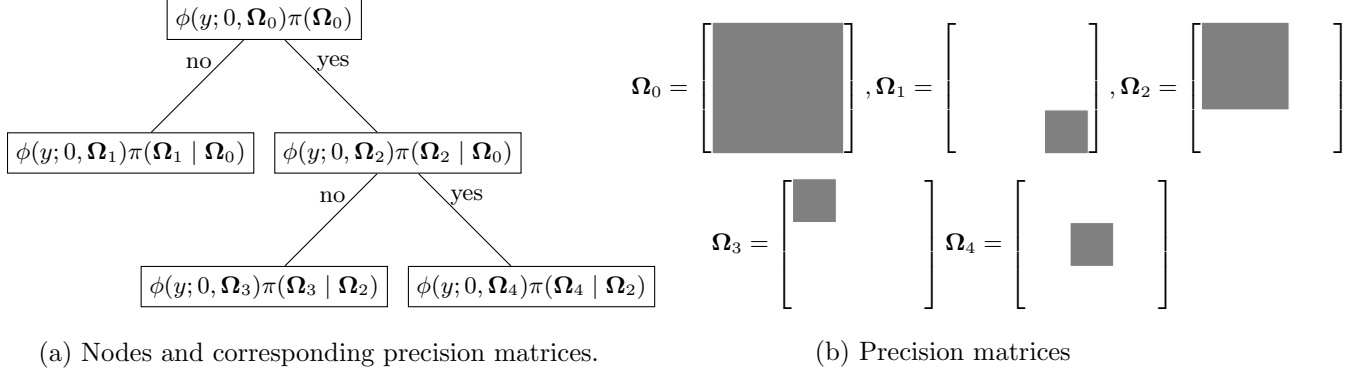 ϕ(y; 0, Ω₀)π(Ω₀)
no
yes
ϕ(y; 0, Ω₁)π(Ω₁ | Ω₀)
ϕ(y; 0, Ω₂)π(Ω₂ | Ω₀)
no
yes
ϕ(y; 0, Ω₃)π(Ω₃ | Ω₂)
ϕ(y; 0, Ω₄)π(Ω₄ | Ω₂)
(a) Nodes and corresponding precision matrices.
Ω₀ = [ ] , Ω₁ = [ ] , Ω₂ = [ ]
Ω₃ = [ ] Ω₄ = [ ]
(b) Precision matrices